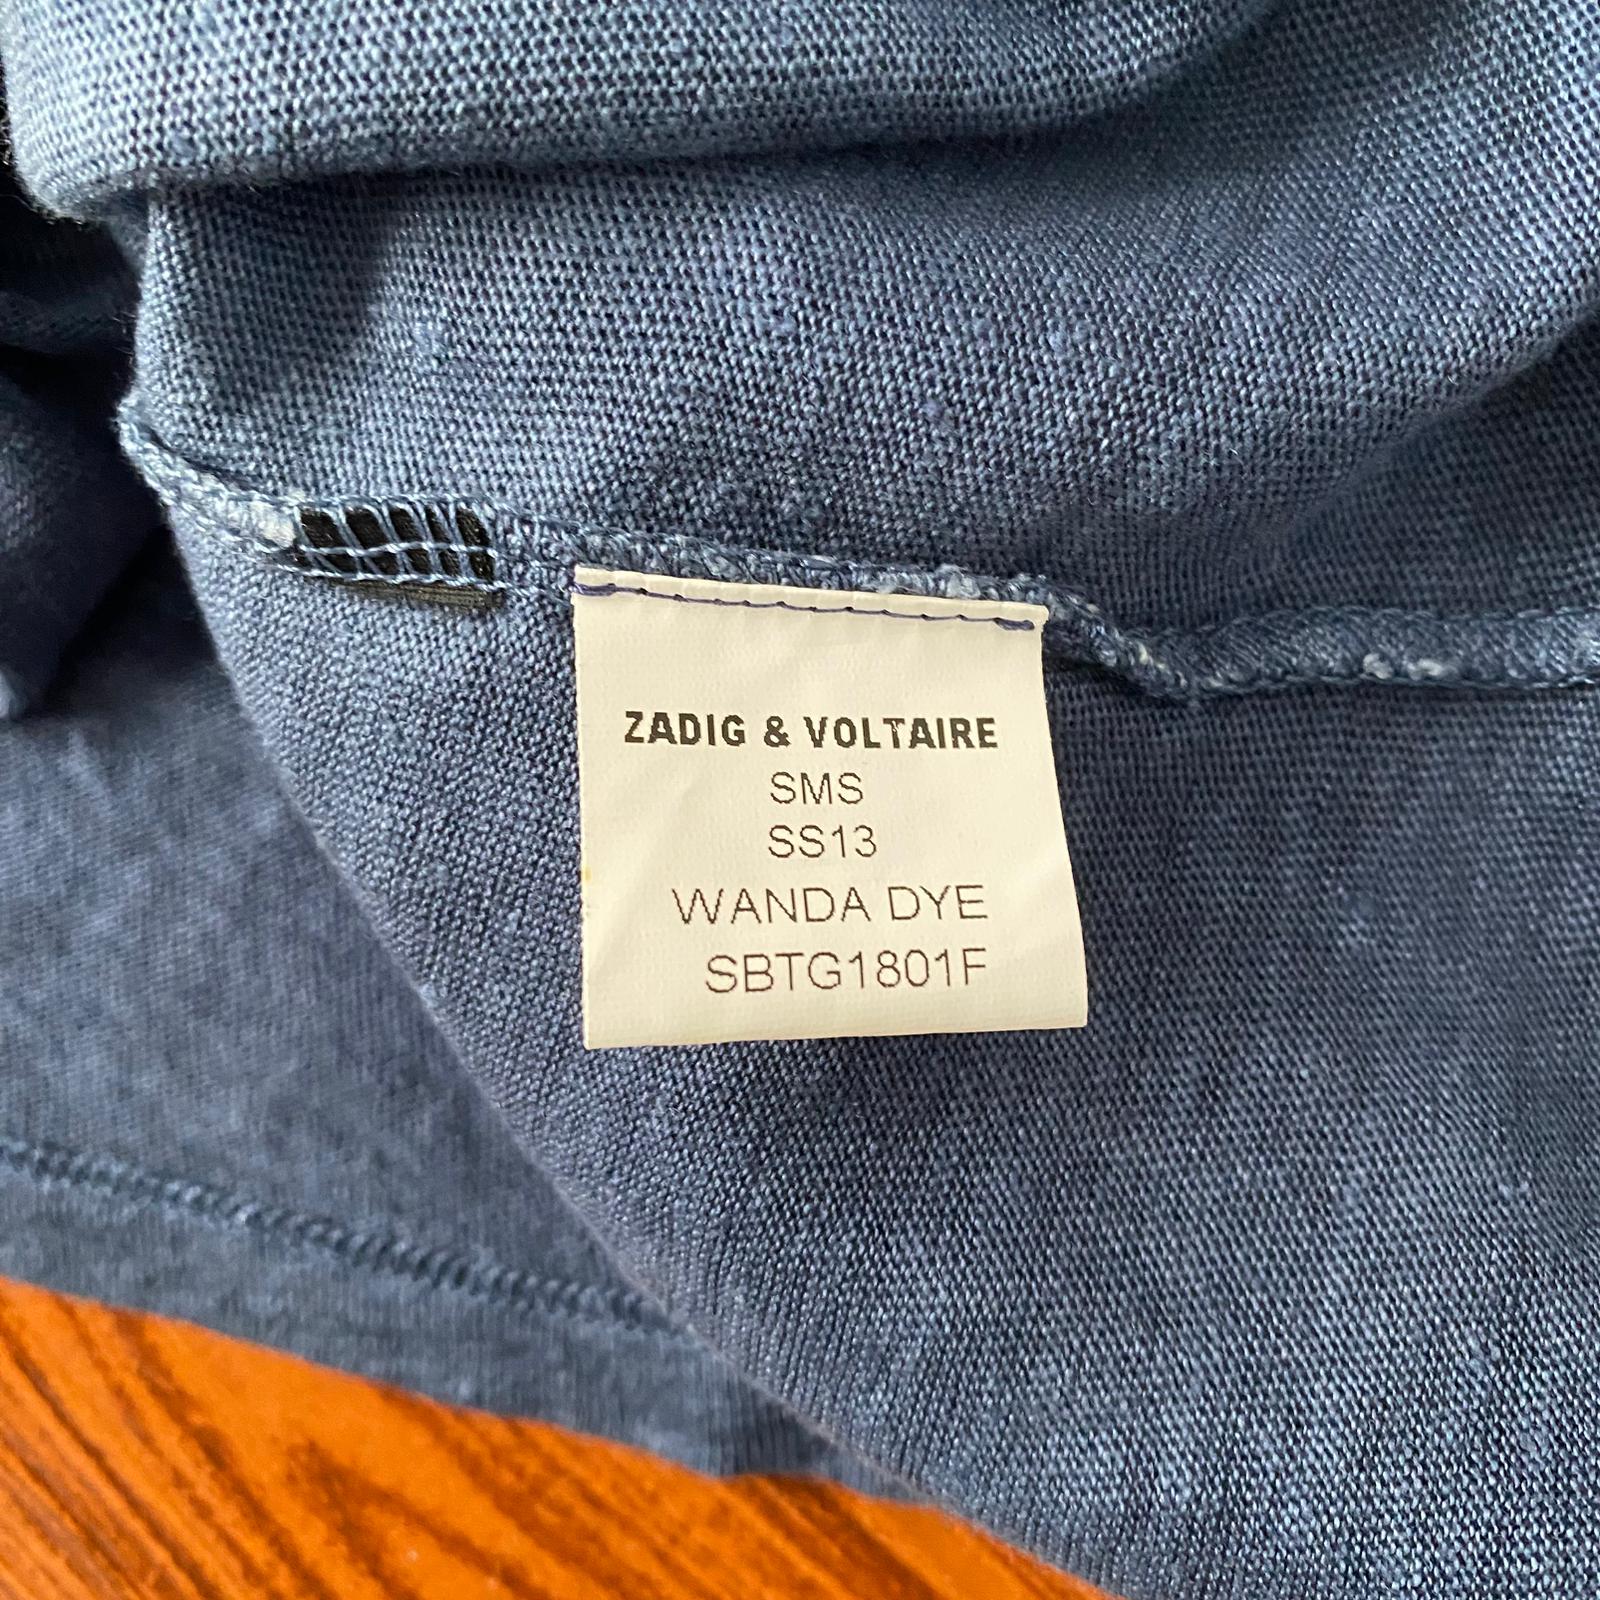 ZADIG & VOLTAIRE
SMS
SS13
WANDA DYE
SBTG1801F